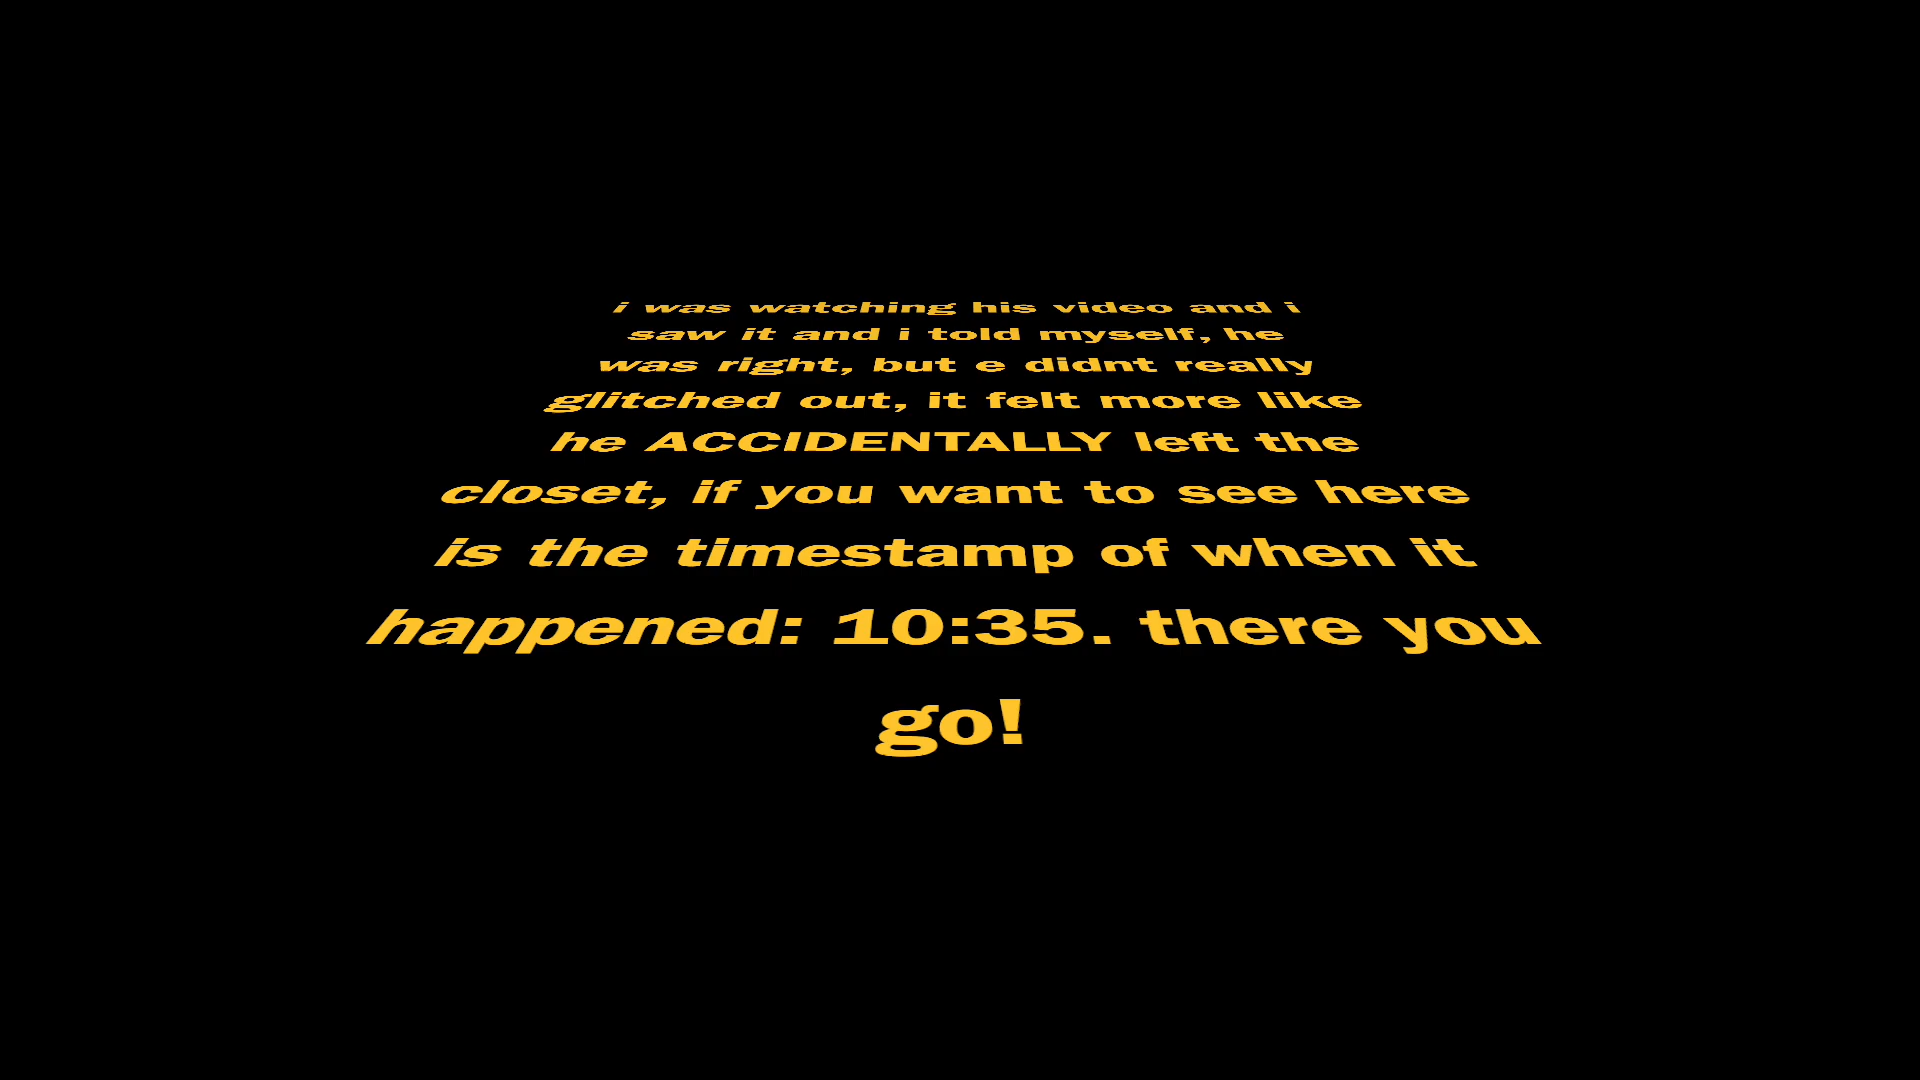 i was watching his video and i
saw it and i told myself, he
was right, but e didnt really
glitched out, it felt more like
he ACCIDENTALLY left the
closet, if you want to see here
is the timestamp of when it
happened: 10:35. there you
go!